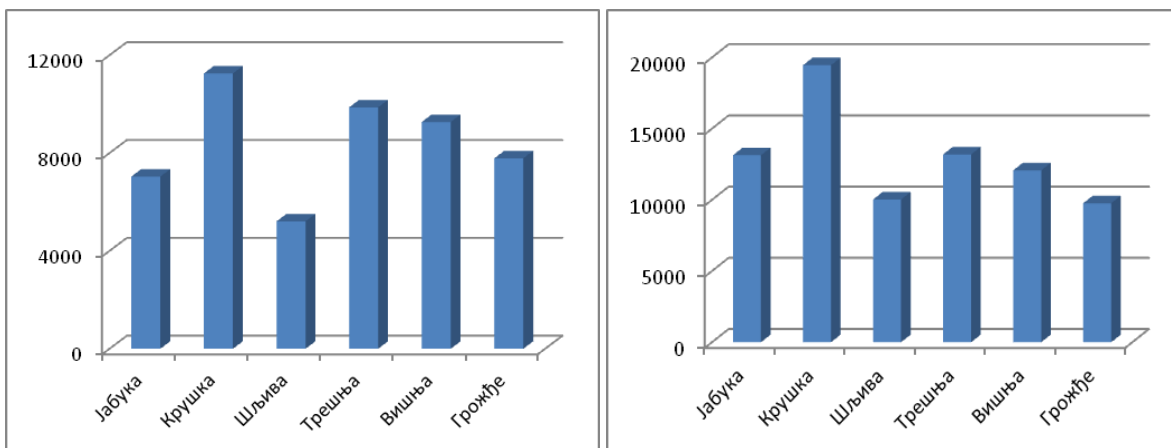 12000
8000
4000
0
Јабука
Крушка
Шљива
Трешња
Вишња
Грожђе
20000
15000
10000
5000
0
Јабука
Крушка
Шљива
Трешња
Вишња
Грожђе